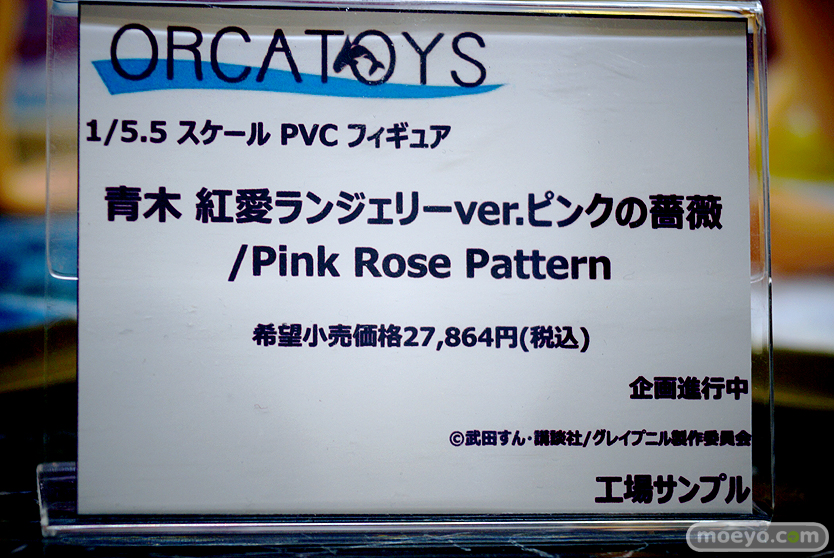 ORCATOYS
1/5.5 スケール PVC フィギュア
青木 紅愛ランジェリーver.ピンクの薔薇
/Pink Rose Pattern
希望小売価格27,864円(税込)
企画進行中
©武田すん・講談社/グレイプニル製作委員会
工場サンプル
moeyo.com